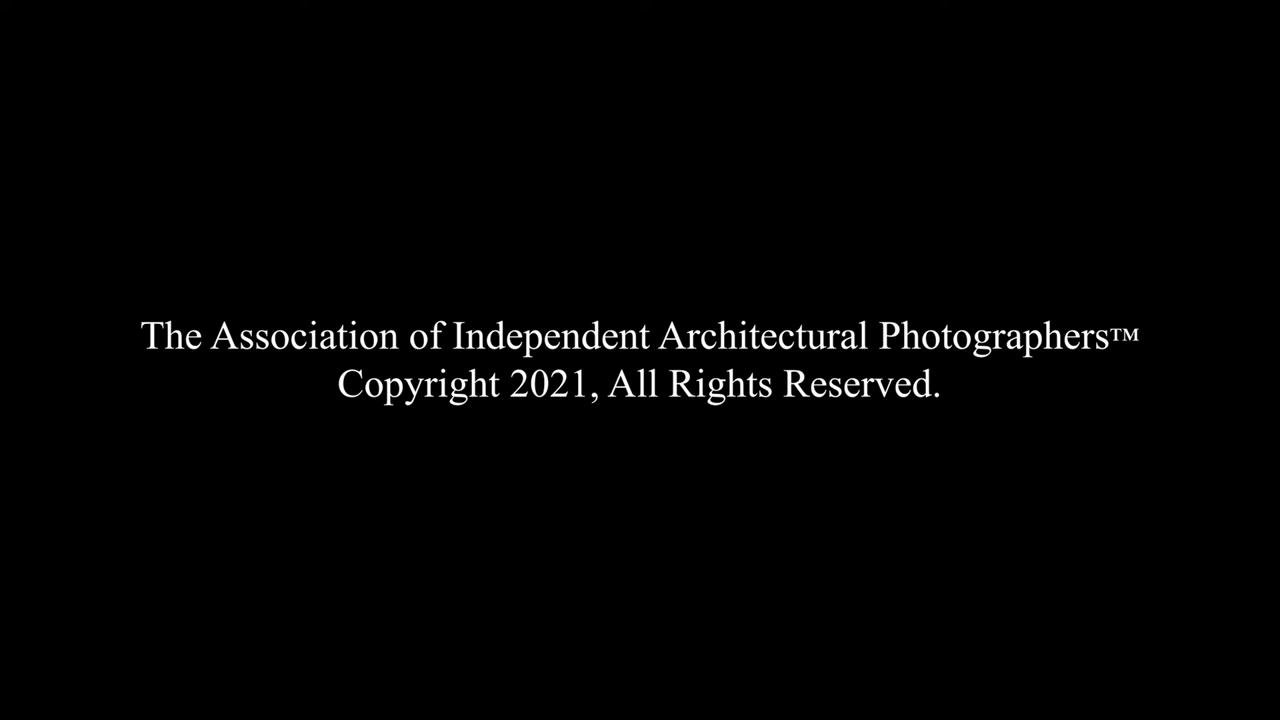 The Association of Independent Architectural Photographers™
Copyright 2021, All Rights Reserved.